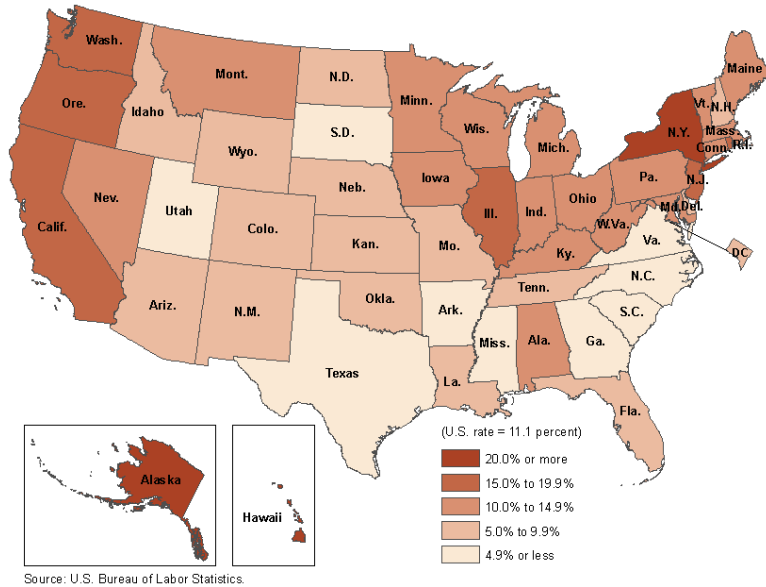 Wash.
Mont.
N.D.
Minn.
Maine
Ore.
Idaho
S.D.
Wis.
Mich.
Vt.
N.H.
N.Y.
Mass.
Conn.
R.I.
Wyo.
Iowa
Neb.
Nev.
Utah
Colo.
Calif.
Ill.
Ind.
Ohio
Pa.
N.J.
Md.
Del.
W.Va.
Va.
DC
Kan.
Mo.
Ky.
Tenn.
N.C.
Ariz.
N.M.
Okla.
Ark.
S.C.
Miss.
Ala.
Ga.
Texas
La.
Fla.
Alaska
Hawaii
(U.S. rate = 11.1 percent)
20.0% or more
15.0% to 19.9%
10.0% to 14.9%
5.0% to 9.9%
4.9% or less
Source: U.S. Bureau of Labor Statistics.